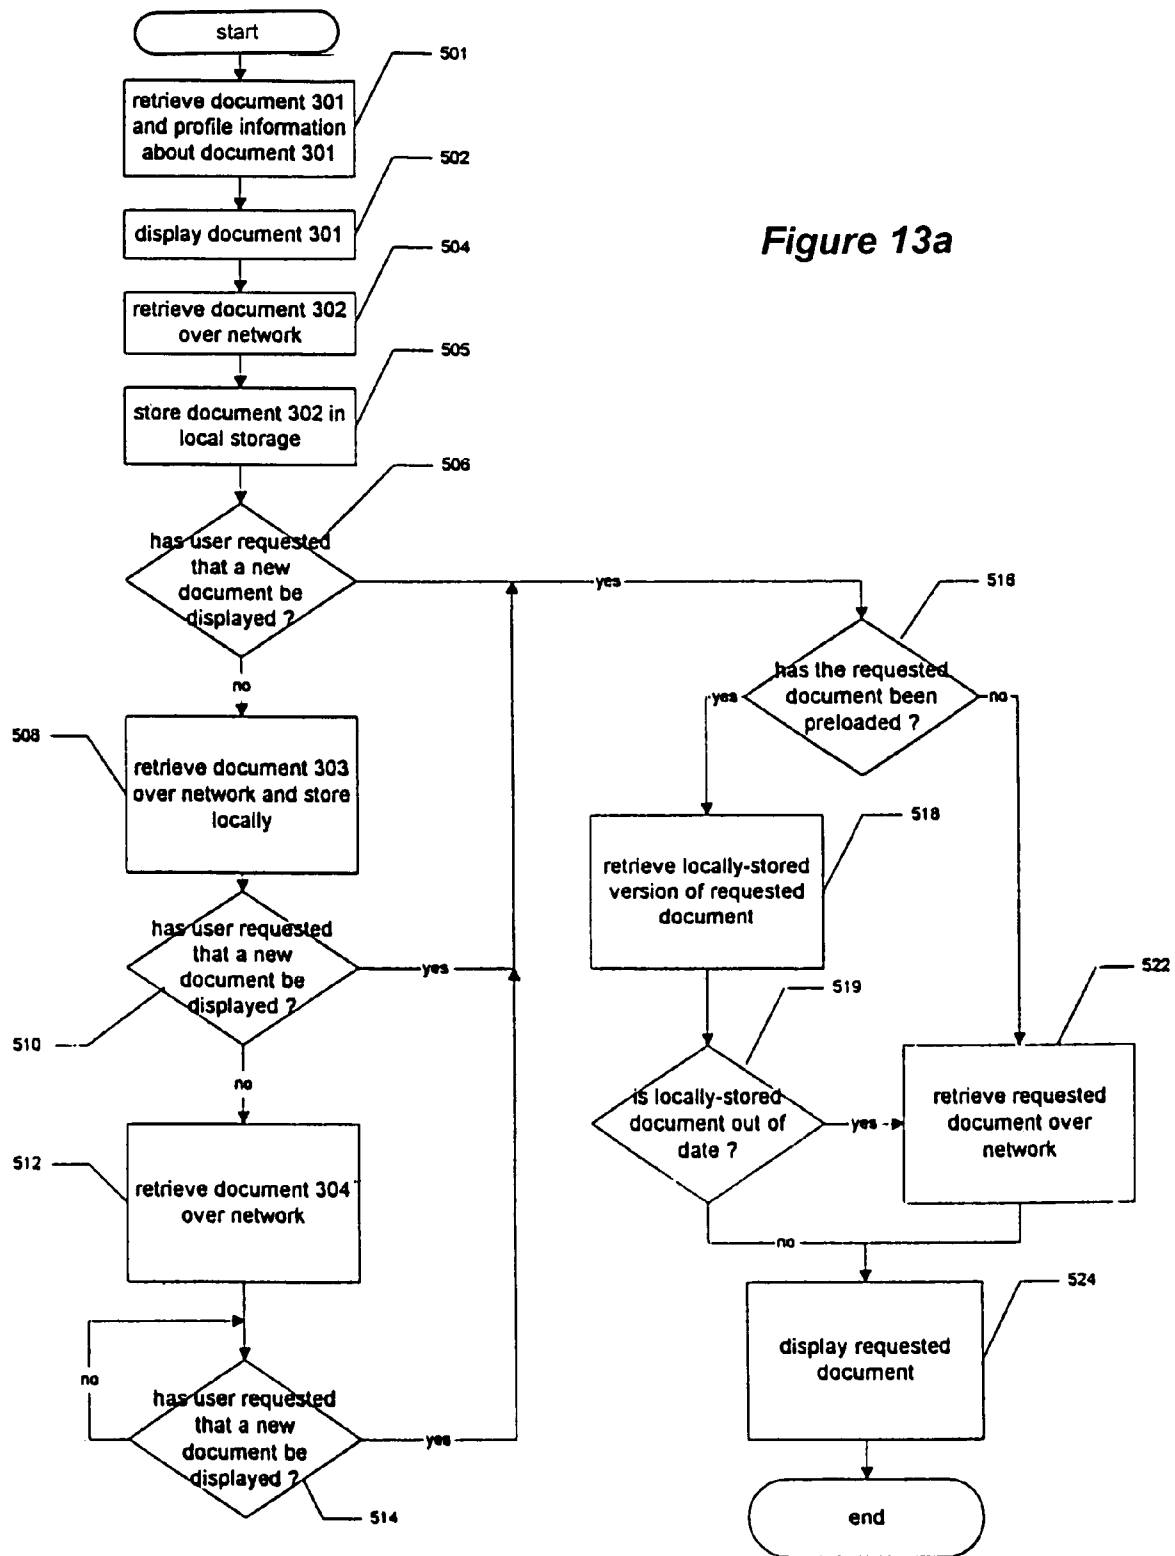 start
501
retrieve document 301
and profile information
about document 301
502
display document 301
Figure 13a
504
retrieve document 302
over network
505
store document 302 in
local storage
506
has user requested
that a new
document be
displayed ?
yes
516
no
has the requested
document been
preloaded ?
yes
no
508
retrieve document 303
over network and store
locally
518
retrieve locally-stored
version of requested
document
has user requested
that a new
document be
displayed ?
yes
510
522
519
no
is locally-stored
document out of
date ?
yes
retrieve requested
document over
network
512
retrieve document 304
over network
no
524
display requested
document
no
has user requested
that a new
document be
displayed ?
yes
514
end